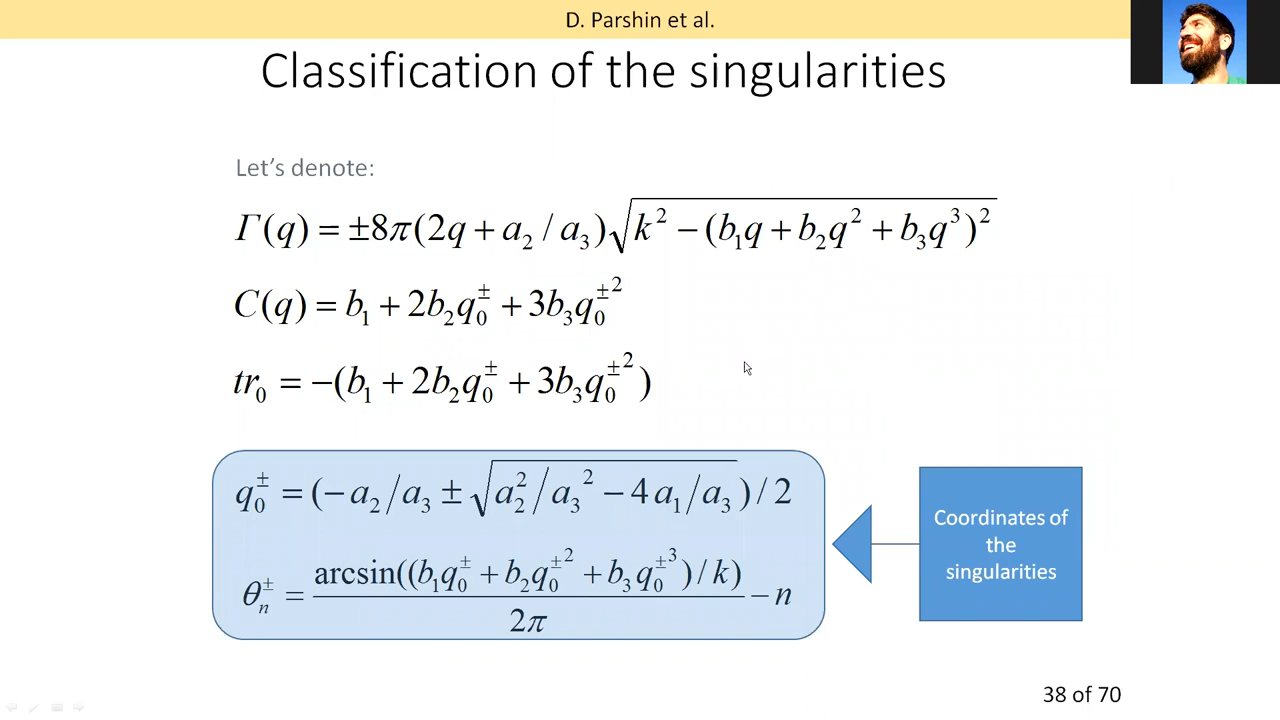 D. Parshin et al.
Classification of the singularities
Let's denote:
Γ(q) = ±8π(2q + a₂ / a₃)√(k² − (b₁q + b₂q² + b₃q³)²)
C(q) = b₁ + 2b₂q₀± + 3b₃q₀±²
tr₀ = −(b₁ + 2b₂q₀± + 3b₃q₀±²)
q₀± = (−a₂/a₃ ± √(a₂²/a₃² − 4a₁/a₃)) / 2
θₙ± = arcsin((b₁q₀± + b₂q₀±² + b₃q₀±³) / k) / 2π − n
Coordinates of
the
singularities
38 of 70